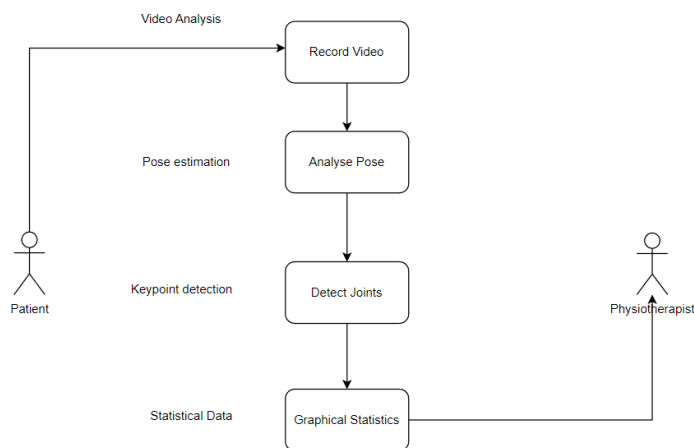 Video Analysis
Record Video
Pose estimation
Analyse Pose
Keypoint detection
Detect Joints
Patient
Physiotherapist
Statistical Data
Graphical Statistics